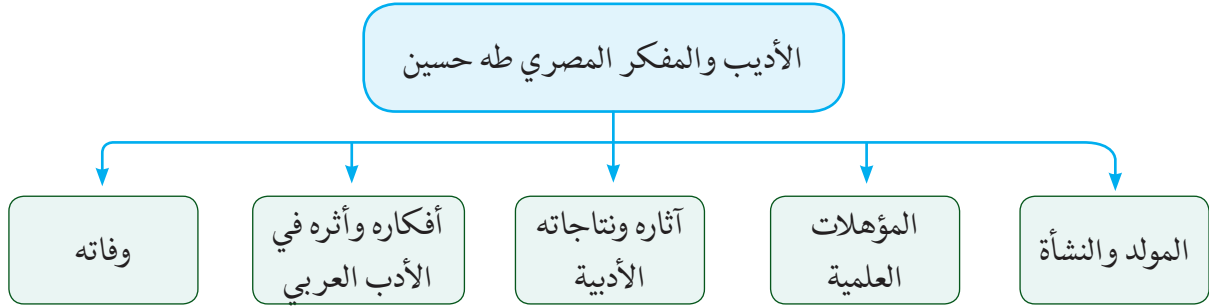 الأديب والمفكر المصري طه حسين
المولد والنشأة
المؤهلات
العلمية
آثاره ونتاجاته
الأدبية
أفكاره وأثره في
الأدب العربي
وفاته